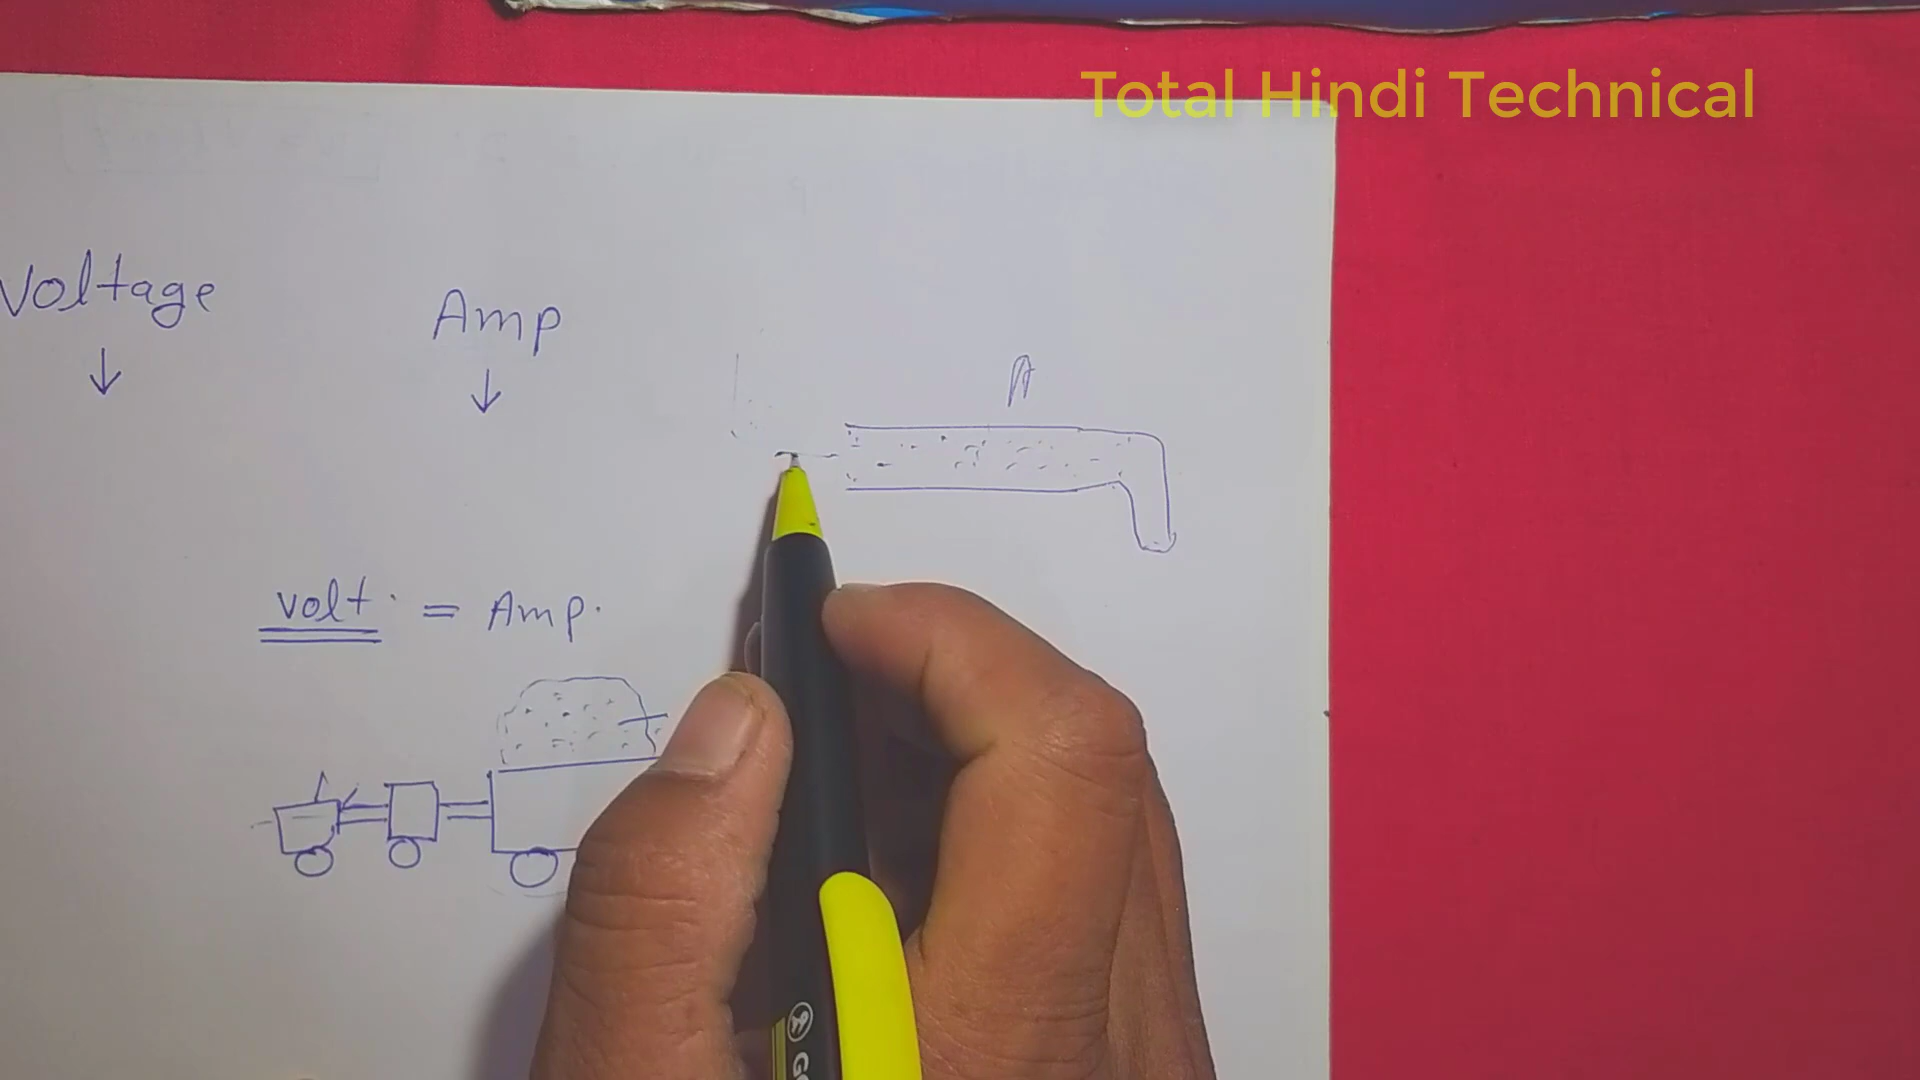 Total Hindi Technical
Voltage
Amp
A
volt. = Amp.